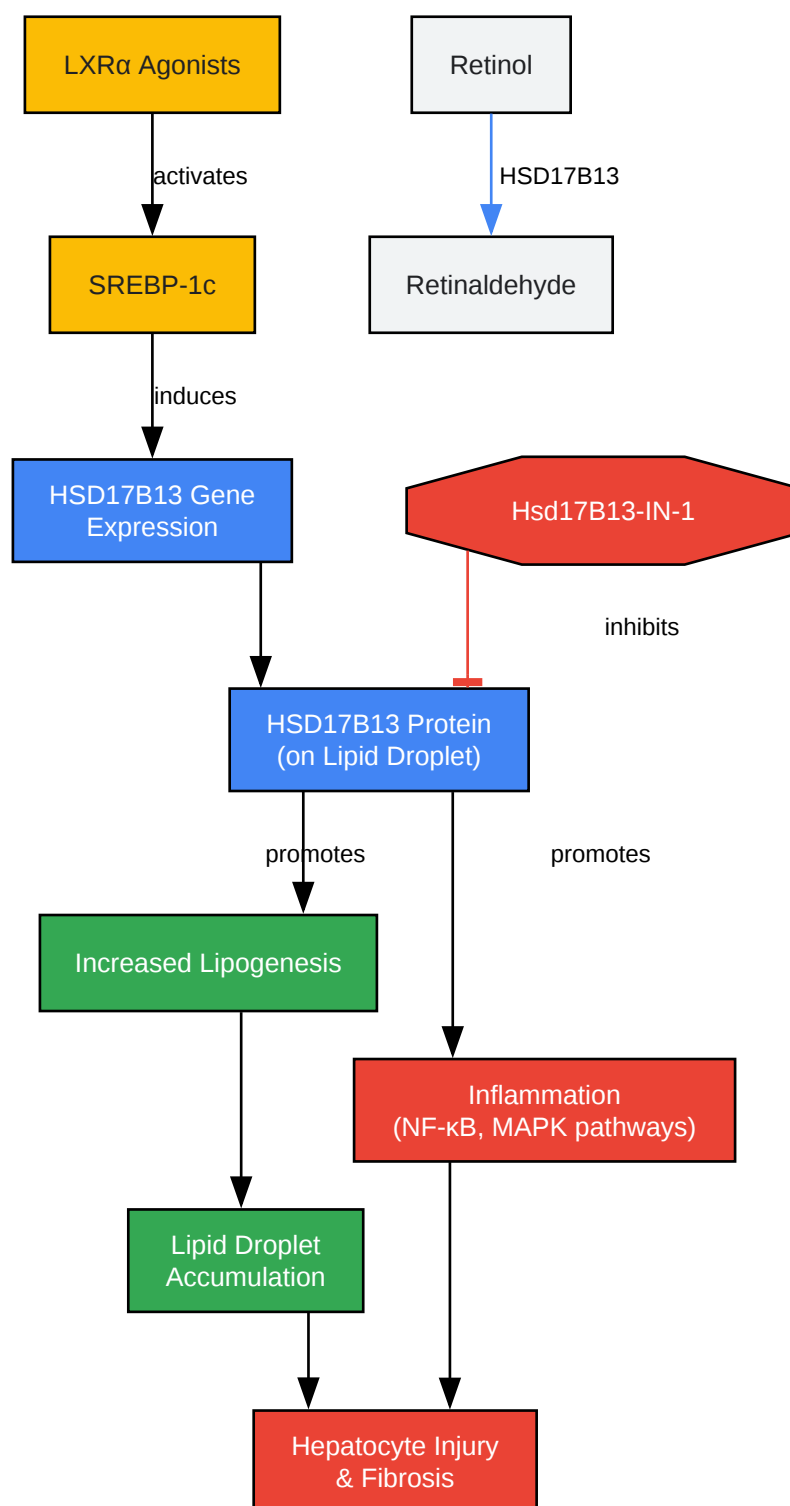 LXRα Agonists
Retinol
activates
HSD17B13
SREBP-1c
Retinaldehyde
induces
HSD17B13 Gene
Expression
Hsd17B13-IN-1
inhibits
HSD17B13 Protein
(on Lipid Droplet)
promotes
promotes
Increased Lipogenesis
Inflammation
(NF-κB, MAPK pathways)
Lipid Droplet
Accumulation
Hepatocyte Injury
& Fibrosis